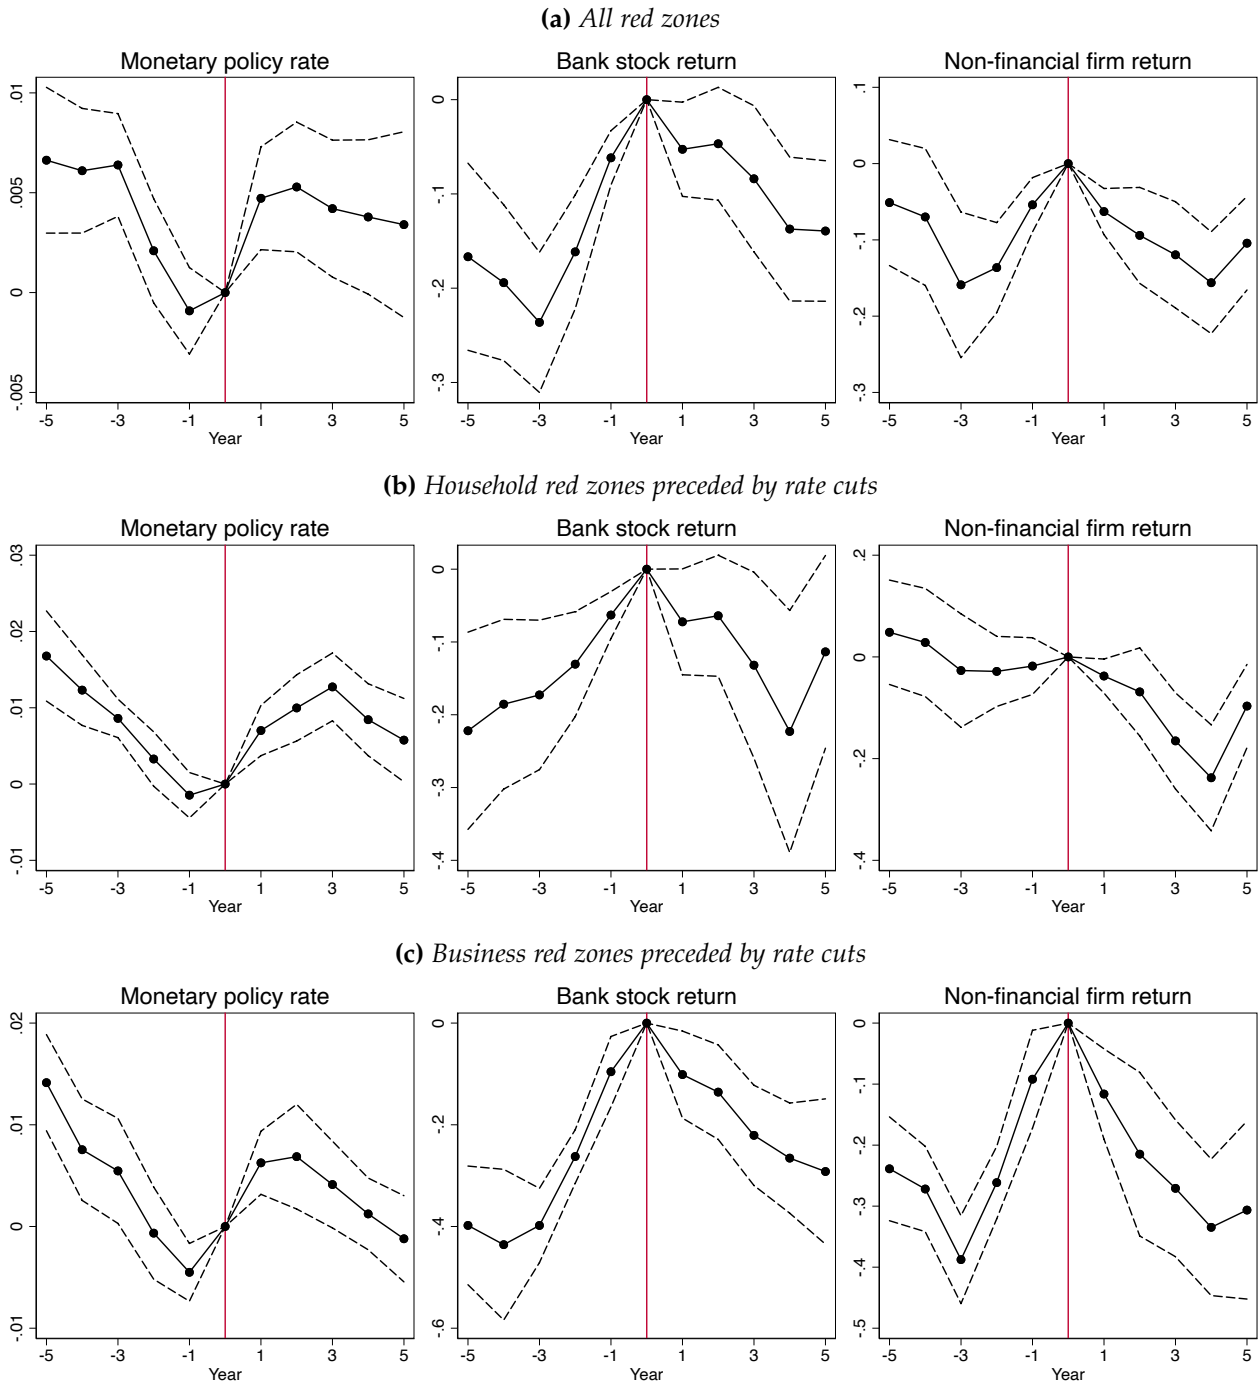 (a) All red zones
Monetary policy rate
Bank stock return
Non-financial firm return
.01
.005
0
-.005
-5 -3 -1 1 3 5
Year
0
-.1
-.2
-.3
-5 -3 -1 1 3 5
Year
.1
0
-.1
-.2
-.3
-5 -3 -1 1 3 5
Year
(b) Household red zones preceded by rate cuts
Monetary policy rate
Bank stock return
Non-financial firm return
.03
.02
.01
0
-.01
-5 -3 -1 1 3 5
Year
0
-.1
-.2
-.3
-.4
-5 -3 -1 1 3 5
Year
.2
0
-.2
-.4
-5 -3 -1 1 3 5
Year
(c) Business red zones preceded by rate cuts
Monetary policy rate
Bank stock return
Non-financial firm return
.02
.01
0
-.01
-5 -3 -1 1 3 5
Year
0
-.2
-.4
-.6
-5 -3 -1 1 3 5
Year
0
-.1
-.2
-.3
-.4
-.5
-5 -3 -1 1 3 5
Year